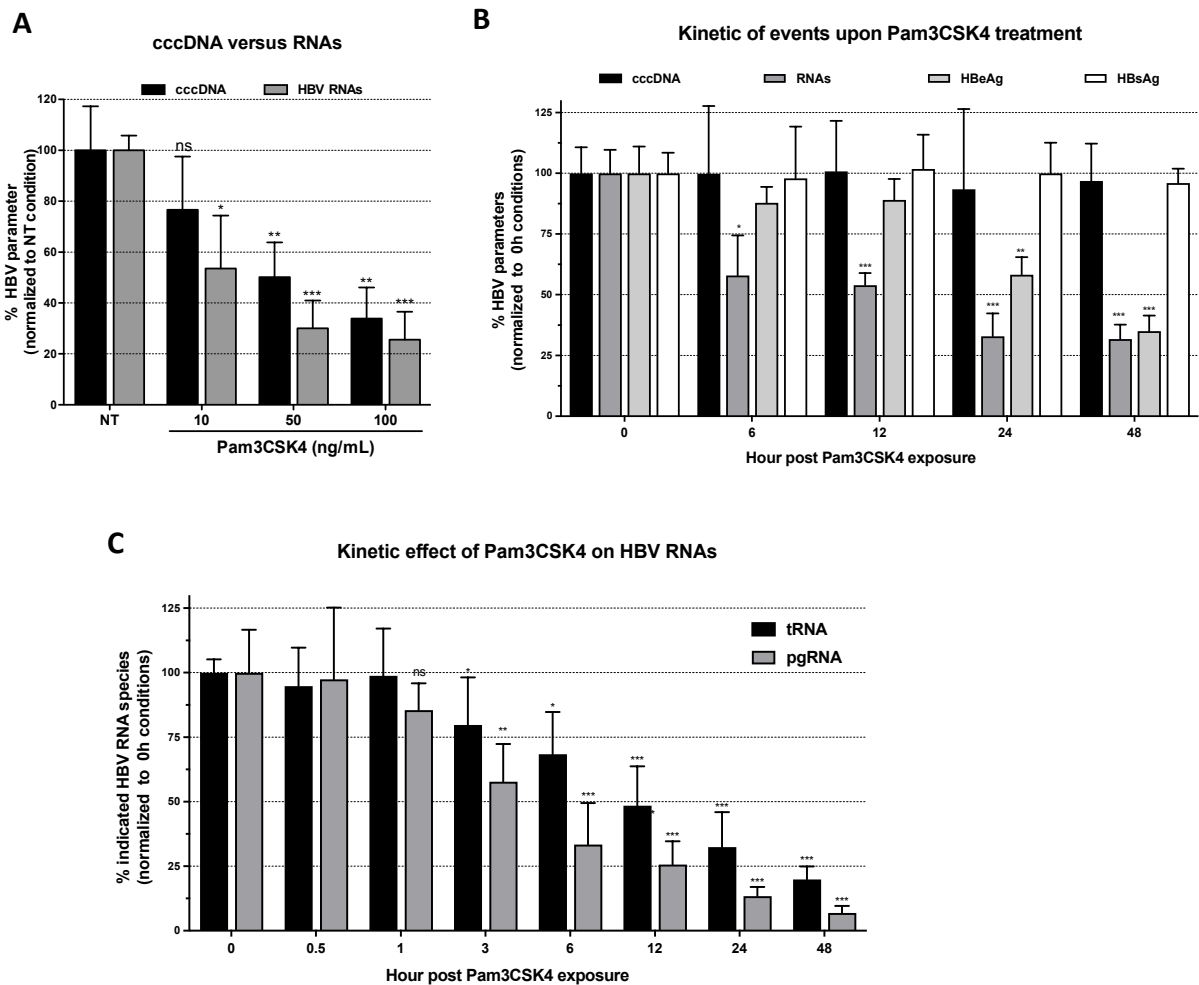 A
cccDNA versus RNAs
cccDNA HBV RNAs
% HBV parameter
(normalized to NT condition)
120
100
80
60
40
20
0
ns
*
**
***
**
***
NT 10 50 100
Pam3CSK4 (ng/mL)
B
Kinetic of events upon Pam3CSK4 treatment
cccDNA RNAs HBeAg HBsAg
% HBV parameters
(normalized to 0h conditions)
125
100
75
50
25
0
*
***
***
**
***
***
0 6 12 24 48
Hour post Pam3CSK4 exposure
C
Kinetic effect of Pam3CSK4 on HBV RNAs
tRNA
pgRNA
% indicated HBV RNA species
(normalized to 0h conditions)
125
100
75
50
25
0
ns
*
**
*
***
***
*
***
***
***
***
***
0 0.5 1 3 6 12 24 48
Hour post Pam3CSK4 exposure